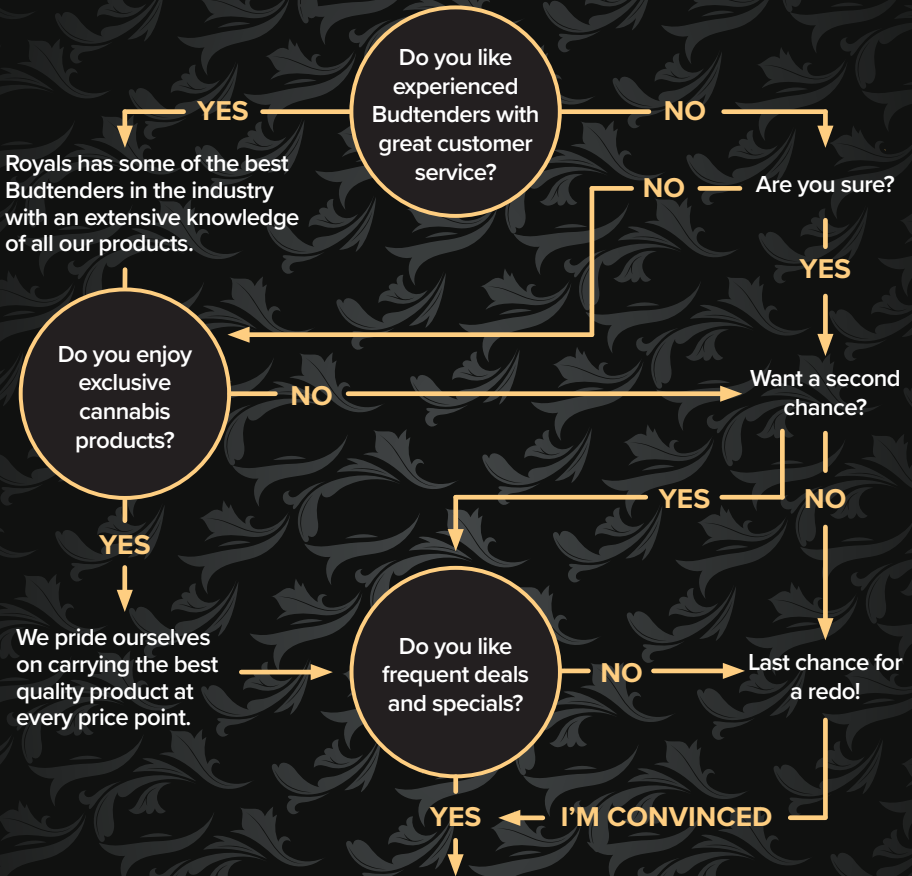 Do you like
experienced
Budtenders with
great customer
service?
YES
NO
Royals has some of the best
Budtenders in the industry
with an extensive knowledge
of all our products.
NO
Are you sure?
YES
Do you enjoy
exclusive
cannabis
products?
NO
Want a second
chance?
YES
NO
YES
We pride ourselves
on carrying the best
quality product at
every price point.
Do you like
frequent deals
and specials?
NO
Last chance for
a redo!
YES
I'M CONVINCED